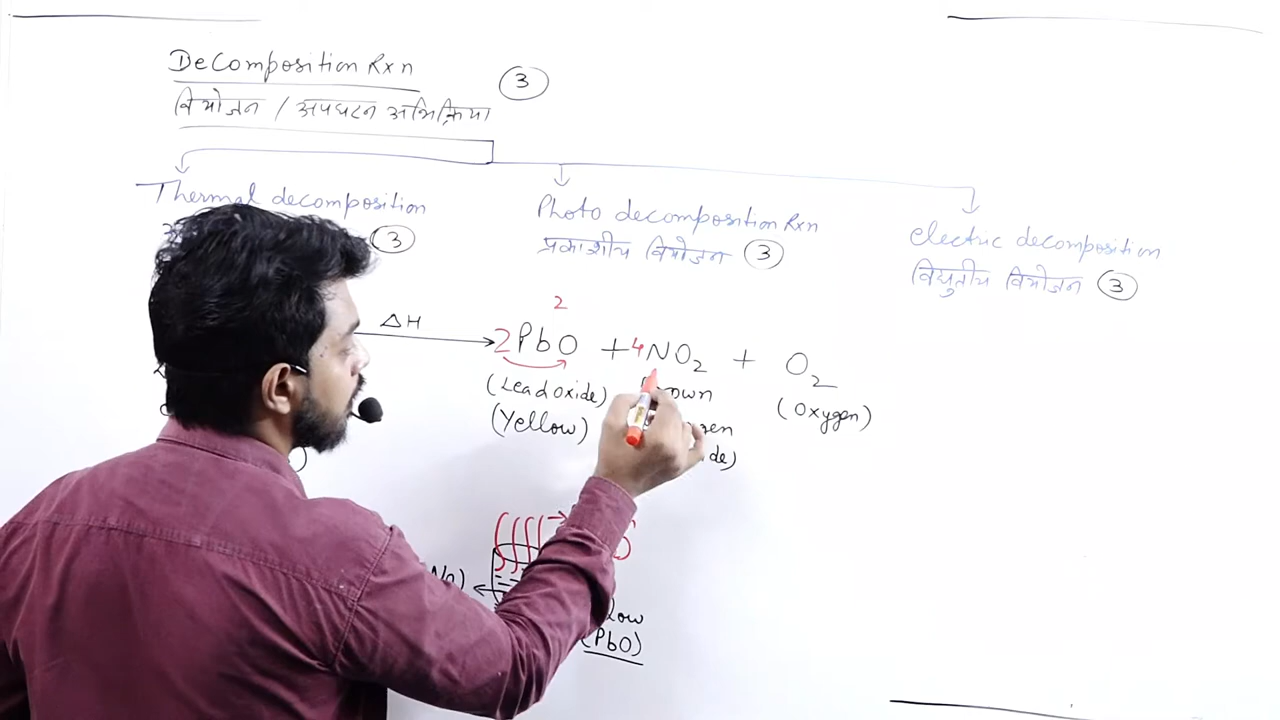 Decomposition Rxn
3
वियोजन / अपघटन अभिक्रिया
Thermal decomposition
3
Photo decomposition Rxn
प्रकाशीय वियोजन 3
electric decomposition
विद्युतीय वियोजन 3
2
ΔH
2PbO + 4NO2 + O2
(Lead oxide)
(Oxygen)
(Yellow)
(PbO)